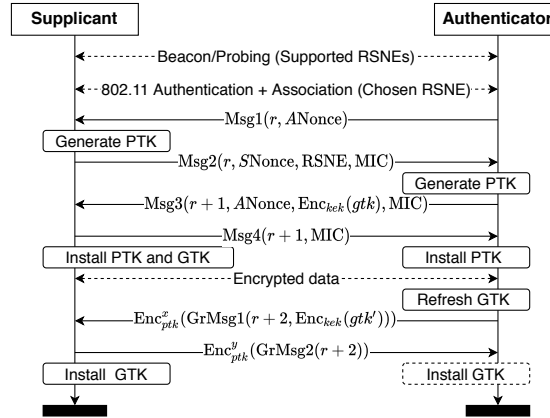 Supplicant
Authenticator
Beacon/Probing (Supported RSNEs)
802.11 Authentication + Association (Chosen RSNE)
Msg1(r, ANonce)
Generate PTK
Msg2(r, SNonce, RSNE, MIC)
Generate PTK
Msg3(r + 1, ANonce, Enc_kek(gtk), MIC)
Msg4(r + 1, MIC)
Install PTK and GTK
Install PTK
Encrypted data
Refresh GTK
Enc^x_ptk(GrMsg1(r + 2, Enc_kek(gtk′)))
Enc^y_ptk(GrMsg2(r + 2))
Install GTK
Install GTK